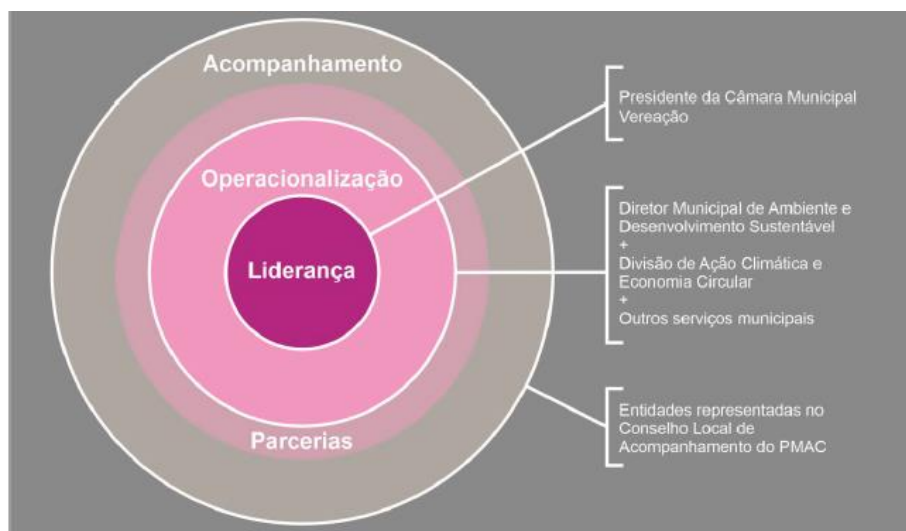 Acompanhamento
Operacionalização
Liderança
Parcerias
Presidente da Câmara Municipal
Vereação
Diretor Municipal de Ambiente e
Desenvolvimento Sustentável
+
Divisão de Ação Climática e
Economia Circular
+
Outros serviços municipais
Entidades representadas no
Conselho Local de
Acompanhamento do PMAC